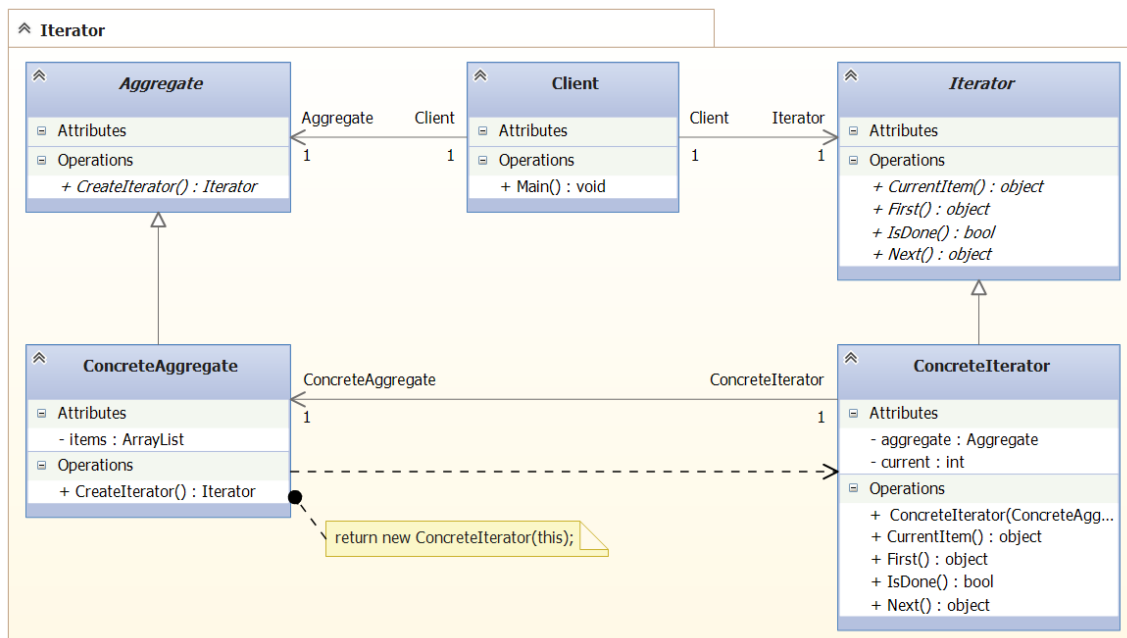 Iterator
Aggregate
Attributes
Operations
+ CreateIterator() : Iterator
Aggregate
Client
1
1
Client
Attributes
Operations
+ Main() : void
Client
Iterator
1
1
Iterator
Attributes
Operations
+ CurrentItem() : object
+ First() : object
+ IsDone() : bool
+ Next() : object
ConcreteAggregate
Attributes
- items : ArrayList
Operations
+ CreateIterator() : Iterator
ConcreteAggregate
ConcreteIterator
1
1
return new ConcreteIterator(this);
ConcreteIterator
Attributes
- aggregate : Aggregate
- current : int
Operations
+ ConcreteIterator(ConcreteAgg...
+ CurrentItem() : object
+ First() : object
+ IsDone() : bool
+ Next() : object